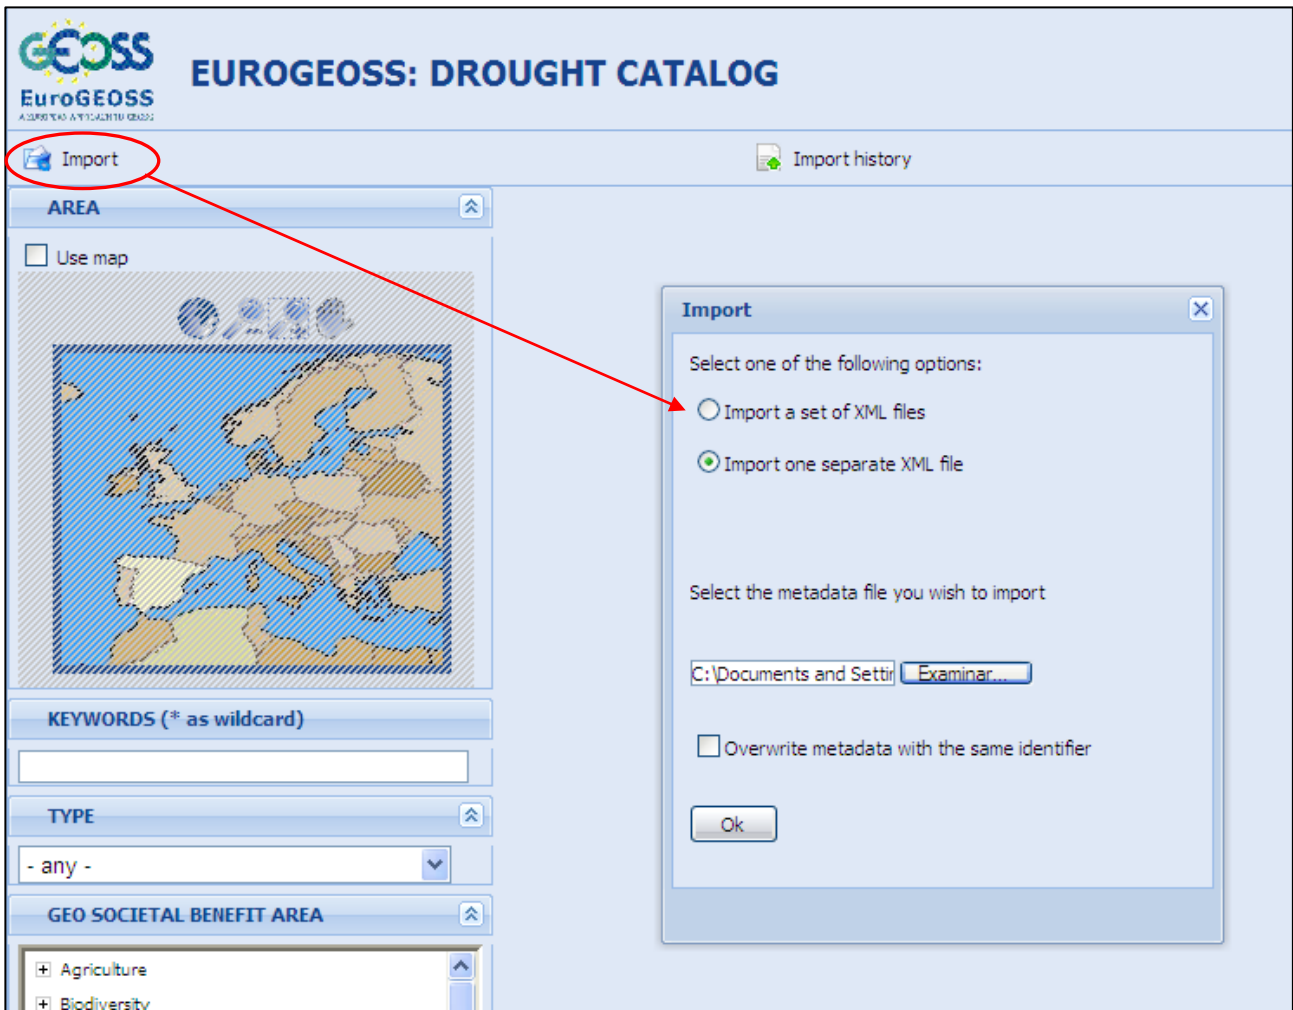 GEOSS
EuroGEOSS
EUROGEOSS: DROUGHT CATALOG
Import
Import history
AREA
Use map
Import
Select one of the following options:
Import a set of XML files
Import one separate XML file
Select the metadata file you wish to import
C:\Documents and Settin
Examinar...
Overwrite metadata with the same identifier
Ok
KEYWORDS (* as wildcard)
TYPE
- any -
GEO SOCIETAL BENEFIT AREA
Agriculture
Biodiversity